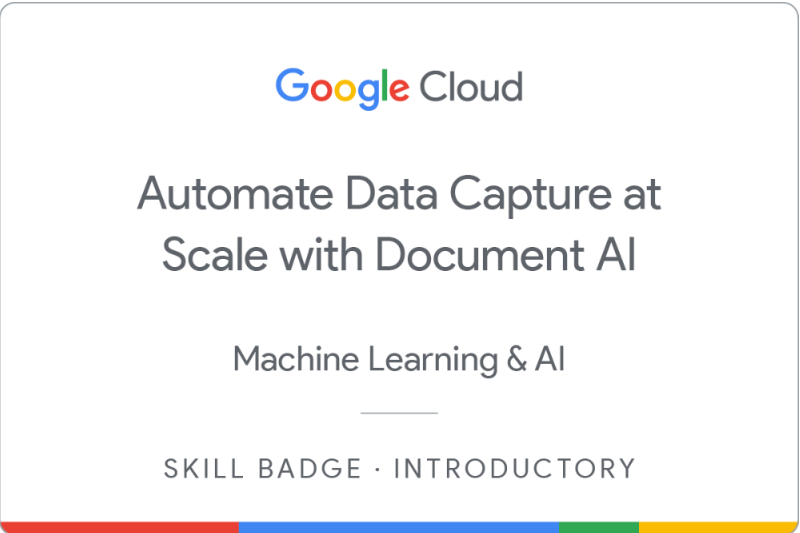 Google Cloud
Automate Data Capture at
Scale with Document AI
Machine Learning & AI
SKILL BADGE · INTRODUCTORY